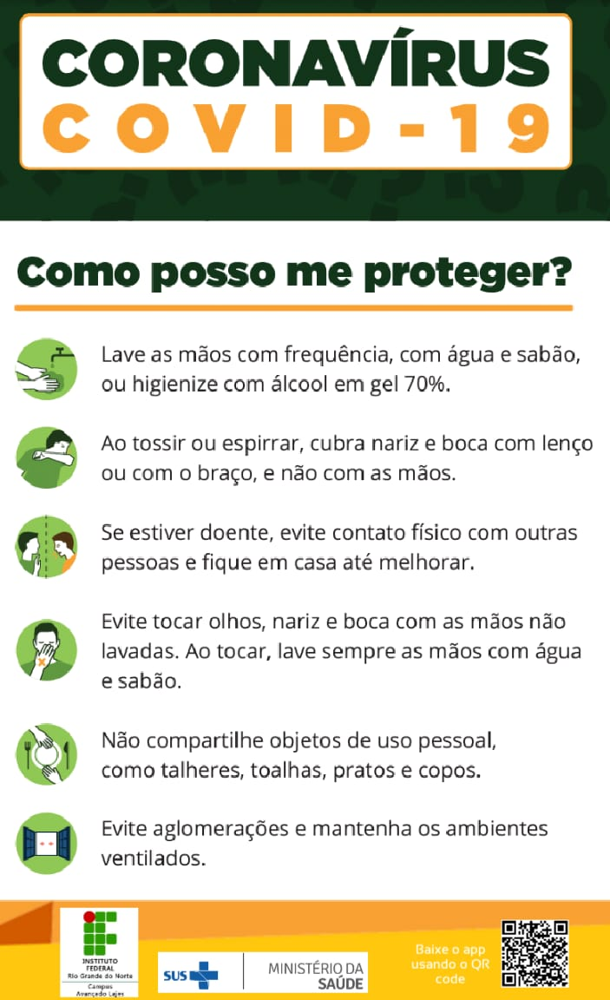 CORONAVÍRUS
COVID-19
Como posso me proteger?
Lave as mãos com frequência, com água e sabão,
ou higienize com álcool em gel 70%.
Ao tossir ou espirrar, cubra nariz e boca com lenço
ou com o braço, e não com as mãos.
Se estiver doente, evite contato físico com outras
pessoas e fique em casa até melhorar.
Evite tocar olhos, nariz e boca com as mãos não
lavadas. Ao tocar, lave sempre as mãos com água
e sabão.
Não compartilhe objetos de uso pessoal,
como talheres, toalhas, pratos e copos.
Evite aglomerações e mantenha os ambientes
ventilados.
INSTITUTO
FEDERAL
Rio Grande do Norte
Campus
Avançado Lajes
SUS
MINISTÉRIO DA
SAÚDE
Baixe o app
usando o QR
code